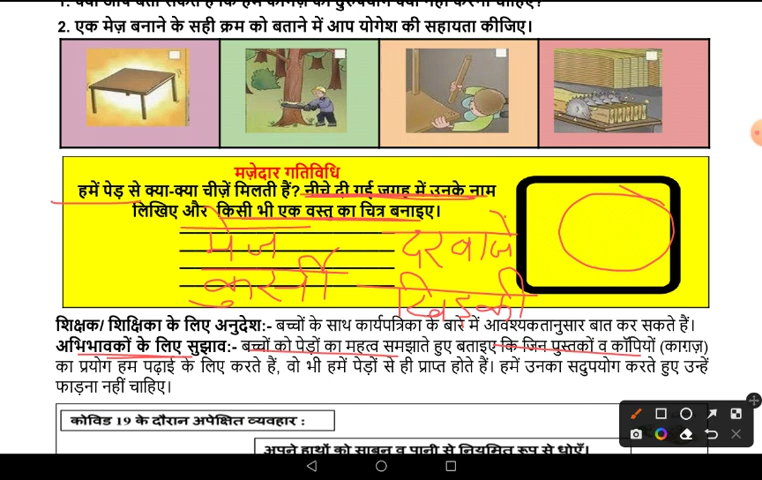 2. एक मेज़ बनाने के सही क्रम को बताने में आप योगेश की सहायता कीजिए।
मज़ेदार गतिविधि
हमें पेड़ से क्या-क्या चीज़ें मिलती हैं? नीचे दी गई जगह में उनके नाम
लिखिए और किसी भी एक वस्तु का चित्र बनाइए।
मेज दरवाजे
कुर्सी खिड़की
शिक्षक/ शिक्षिका के लिए अनुदेश:- बच्चों के साथ कार्यपत्रिका के बारे में आवश्यकतानुसार बात कर सकते हैं।
अभिभावकों के लिए सुझाव:- बच्चों को पेड़ों का महत्व समझाते हुए बताइए कि जिन पुस्तकों व कॉपियों (काग़ज़)
का प्रयोग हम पढ़ाई के लिए करते हैं, वो भी हमें पेड़ों से ही प्राप्त होते हैं। हमें उनका सदुपयोग करते हुए उन्हें
फाड़ना नहीं चाहिए।
कोविड 19 के दौरान अपेक्षित व्यवहार :
अपने हाथों को साबुन व पानी से नियमित रूप से धोएँ।